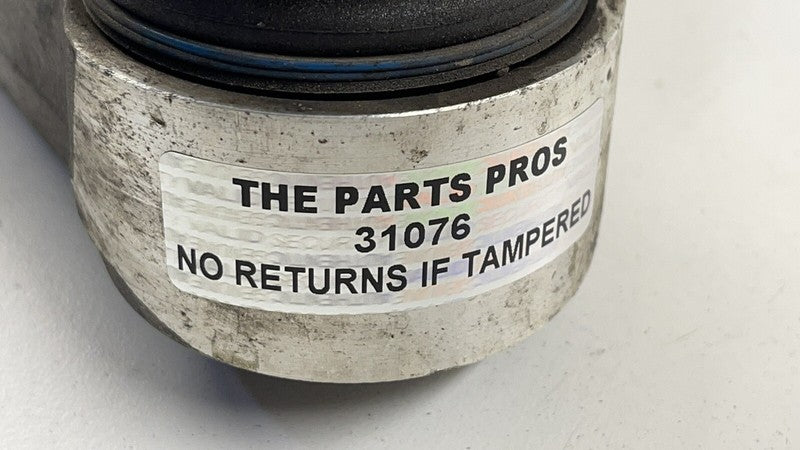 THE PARTS PROS
31076
NO RETURNS IF TAMPERED